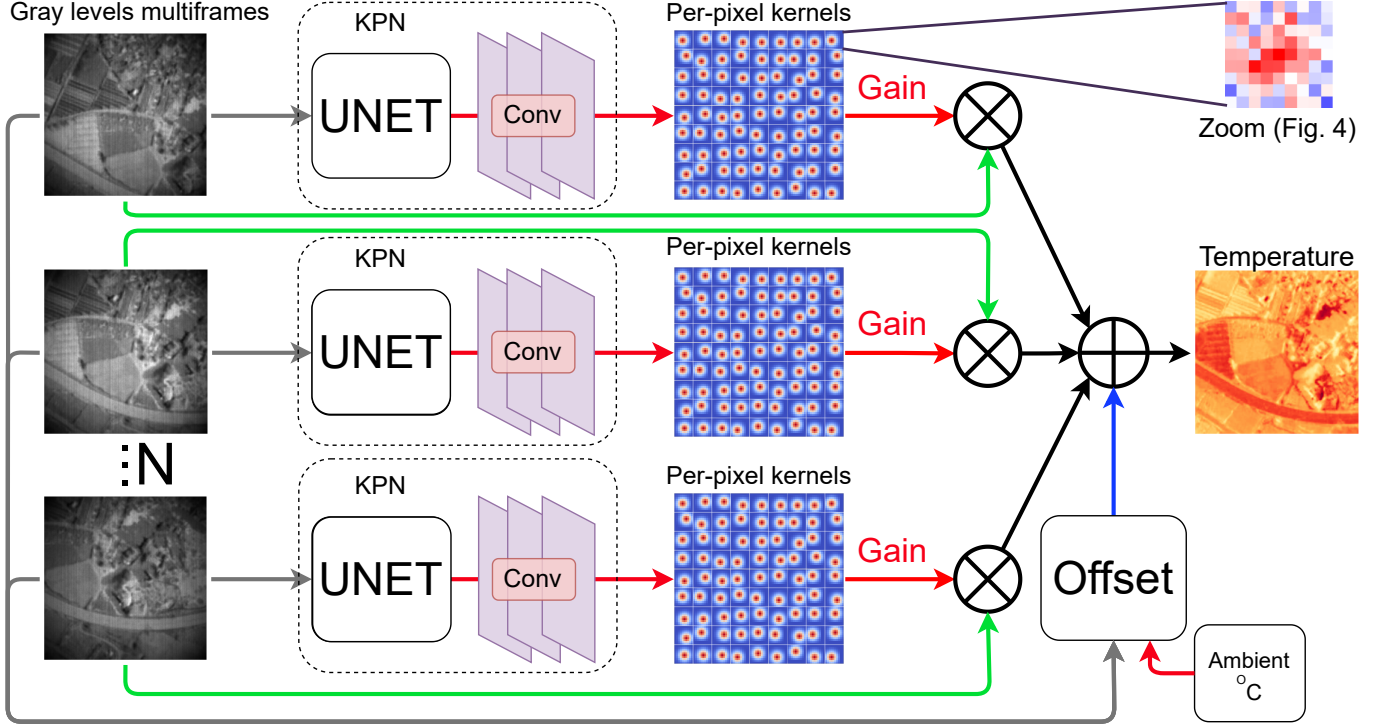 Gray levels multiframes
KPN
UNET
Conv
Per-pixel kernels
Gain
Zoom (Fig. 4)
KPN
UNET
Conv
Per-pixel kernels
Gain
Temperature
⋮N
KPN
UNET
Conv
Per-pixel kernels
Gain
Offset
Ambient
°C